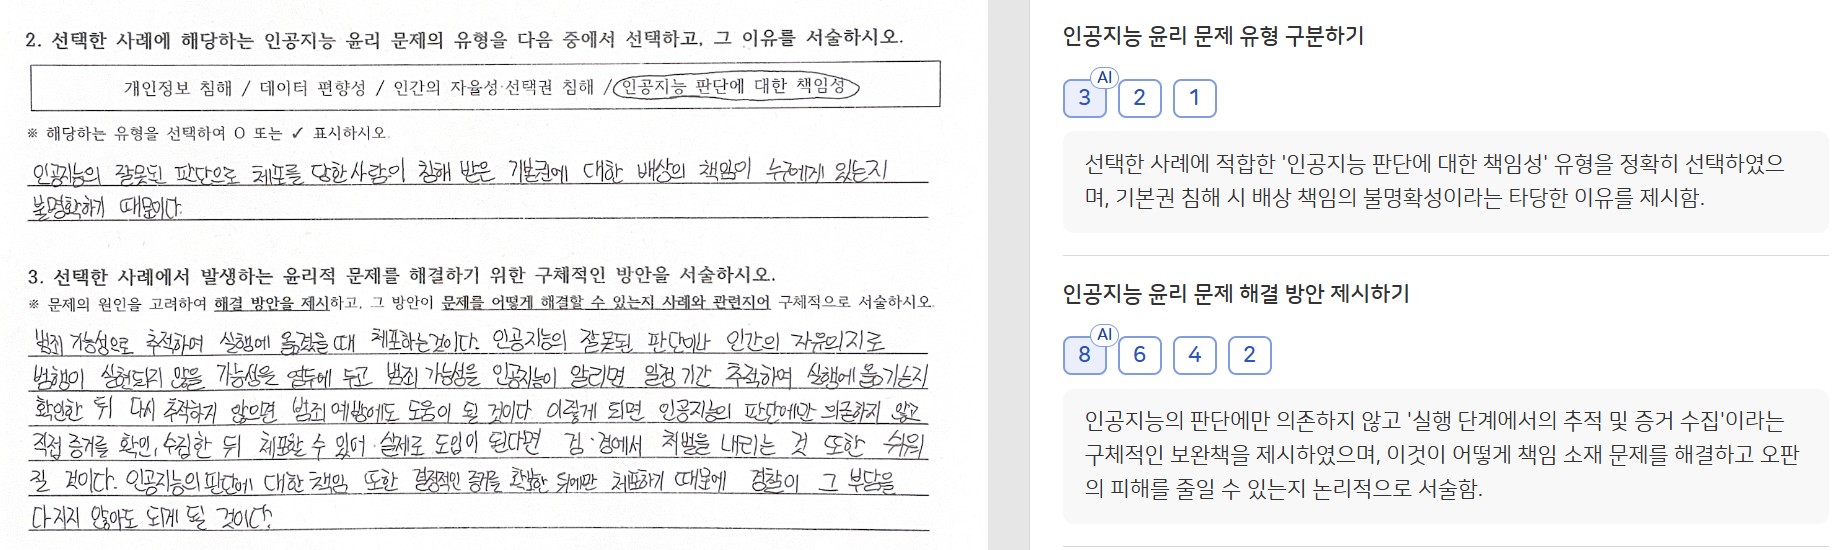 2. 선택한 사례에 해당하는 인공지능 윤리 문제의 유형을 다음 중에서 선택하고, 그 이유를 서술하시오.
개인정보 침해 / 데이터 편향성 / 인간의 자율성·선택권 침해 / 인공지능 판단에 대한 책임성
※ 해당하는 유형을 선택하여 O 또는 ✓ 표시하시오.
인공지능의 잘못된 판단으로 체포를 당한 사람이 침해 받은 기본권에 대한 배상의 책임이 누구에게 있는지
불명확하기 때문이다.
3. 선택한 사례에서 발생하는 윤리적 문제를 해결하기 위한 구체적인 방안을 서술하시오.
※ 문제의 원인을 고려하여 해결 방안을 제시하고, 그 방안이 문제를 어떻게 해결할 수 있는지 사례와 관련지어 구체적으로 서술하시오.
범죄 가능성으로 추적하여 실행에 옮겼을 때 체포하는것이다. 인공지능의 잘못된 판단이나 인간의 자유의지로
범행이 실현되지 않을 가능성을 염두에 두고 범죄 가능성을 인공지능이 알리면 일정 기간 추적하여 실행에 옮기는지
확인한 뒤 다시 추적하지 않으면 범죄 예방에도 도움이 될 것이다. 이렇게 되면 인공지능의 판단에만 의존하지 않고
직접 증거를 확인, 수집한 뒤 체포할 수 있어 실제로 도입이 된다면 검·경에서 처벌을 내리는 것 또한 쉬워
질 것이다. 인공지능의 판단에 대한 책임 또한 결정적인 증거를 확보한 뒤에만 체포하기 때문에 경찰이 그 부담을
다 지지 않아도 되게 될 것이다.
인공지능 윤리 문제 유형 구분하기
AI
3 2 1
선택한 사례에 적합한 '인공지능 판단에 대한 책임성' 유형을 정확히 선택하였으
며, 기본권 침해 시 배상 책임의 불명확성이라는 타당한 이유를 제시함.
인공지능 윤리 문제 해결 방안 제시하기
AI
8 6 4 2
인공지능의 판단에만 의존하지 않고 '실행 단계에서의 추적 및 증거 수집'이라는
구체적인 보완책을 제시하였으며, 이것이 어떻게 책임 소재 문제를 해결하고 오판
의 피해를 줄일 수 있는지 논리적으로 서술함.